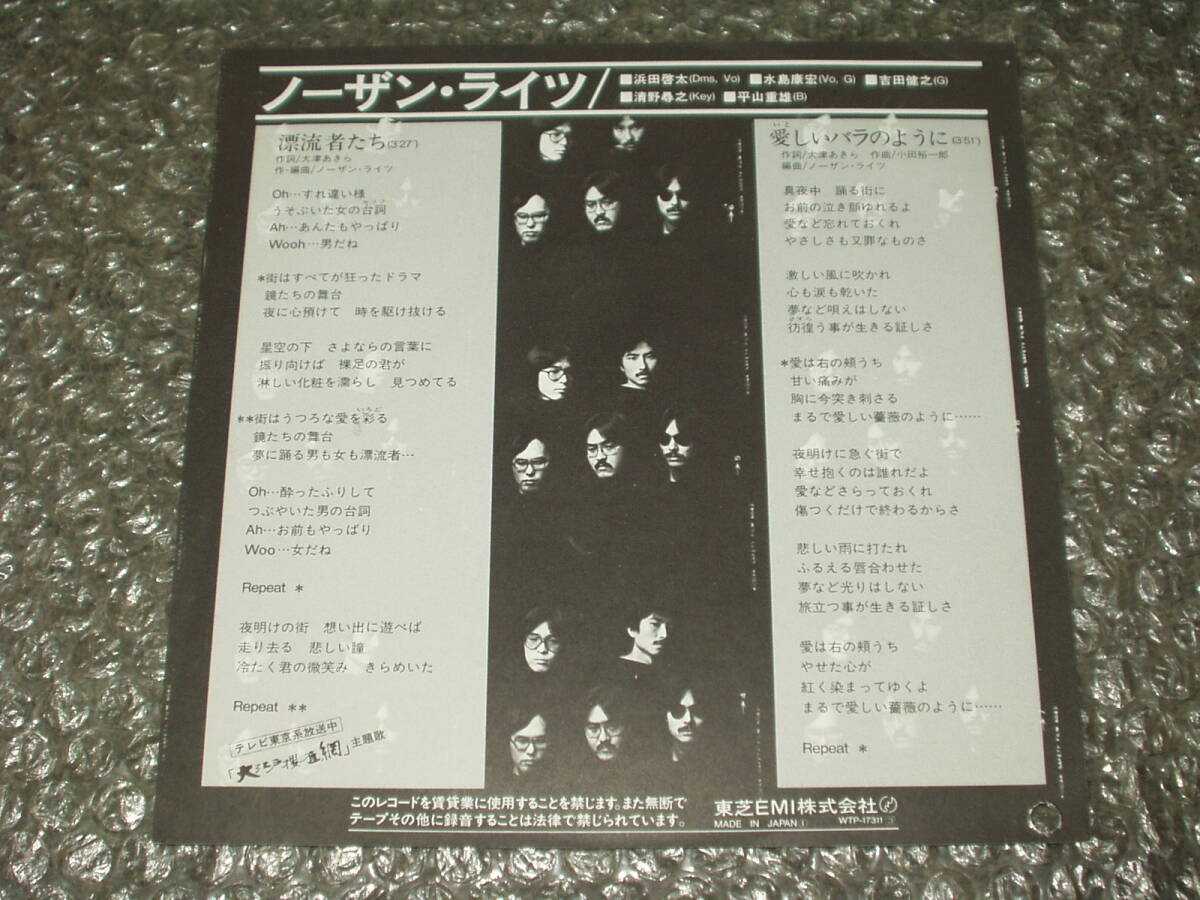 ノーザン・ライツ/
■浜田啓太(Dms, Vo) ■水島康宏(Vo, G) ■吉田健之(G)
■清野尋之(Key) ■平山重雄(B)
漂流者たち(3'27")
作詞/大津あきら
作・編曲/ノーザン・ライツ
Oh…すれ違い様
うそぶいた女の台詞
Ah…あんたもやっぱり
Wooh…男だね
*街はすべてが狂ったドラマ
鏡たちの舞台
夜に心預けて 時を駆け抜ける
星空の下 さよならの言葉に
振り向けば 裸足の君が
淋しい化粧を濡らし 見つめてる
**街はうつろな愛を彩る
鏡たちの舞台
夢に踊る男も女も漂流者…
Oh…酔ったふりして
つぶやいた男の台詞
Ah…お前もやっぱり
Woo…女だね
Repeat *
夜明けの街 想い出に遊べば
走り去る 悲しい瞳
冷たく君の微笑み きらめいた
Repeat **
テレビ東京系放送中
「大江戸捜査網」主題歌
愛しいバラのように(3'51")
作詞/大津あきら 作曲/小田裕一郎
編曲/ノーザン・ライツ
真夜中 踊る街に
お前の泣き顔ゆれるよ
愛など忘れておくれ
やさしさも又罪なものさ
激しい風に吹かれ
心も涙も乾いた
夢など唄えはしない
彷徨う事が生きる証しさ
*愛は右の頬うち
甘い痛みが
胸に今突き刺さる
まるで愛しい薔薇のように……
夜明けに急ぐ街で
幸せ抱くのは誰れだよ
愛などさらっておくれ
傷つくだけで終わるからさ
悲しい雨に打たれ
ふるえる唇合わせた
夢など光りはしない
旅立つ事が生きる証しさ
愛は右の頬うち
やせた心が
紅く染まってゆくよ
まるで愛しい薔薇のように……
Repeat *
このレコードを賃貸業に使用することを禁じます。また無断で
テープその他に録音することは法律で禁じられています。
東芝EMI株式会社
MADE IN JAPAN
WTP-17311